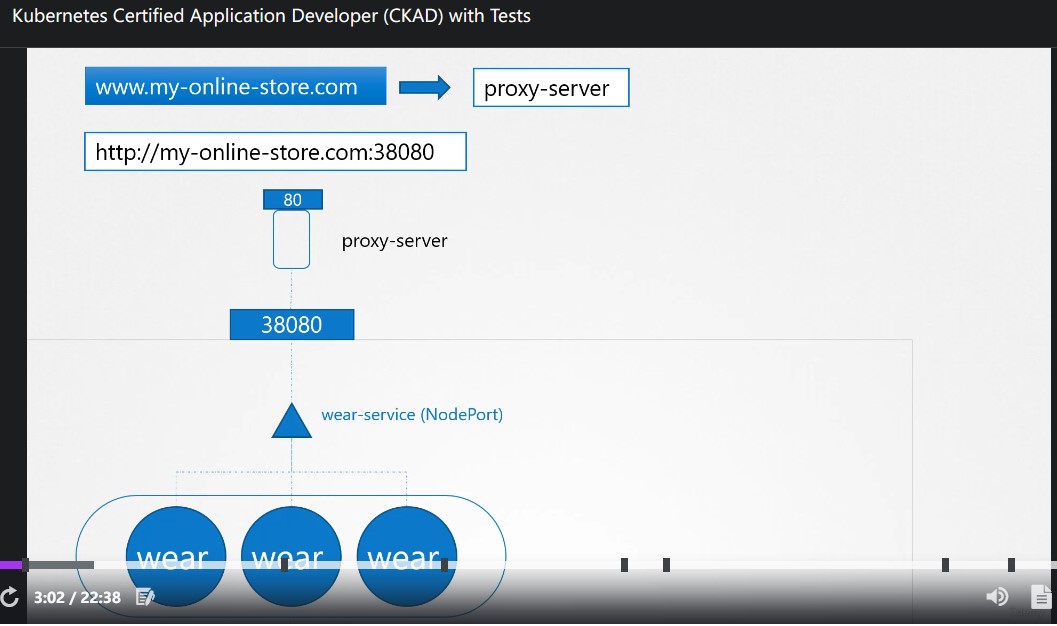 Kubernetes Certified Application Developer (CKAD) with Tests
www.my-online-store.com
proxy-server
http://my-online-store.com:38080
80
proxy-server
38080
wear-service (NodePort)
wear wear wear
3:02 / 22:38